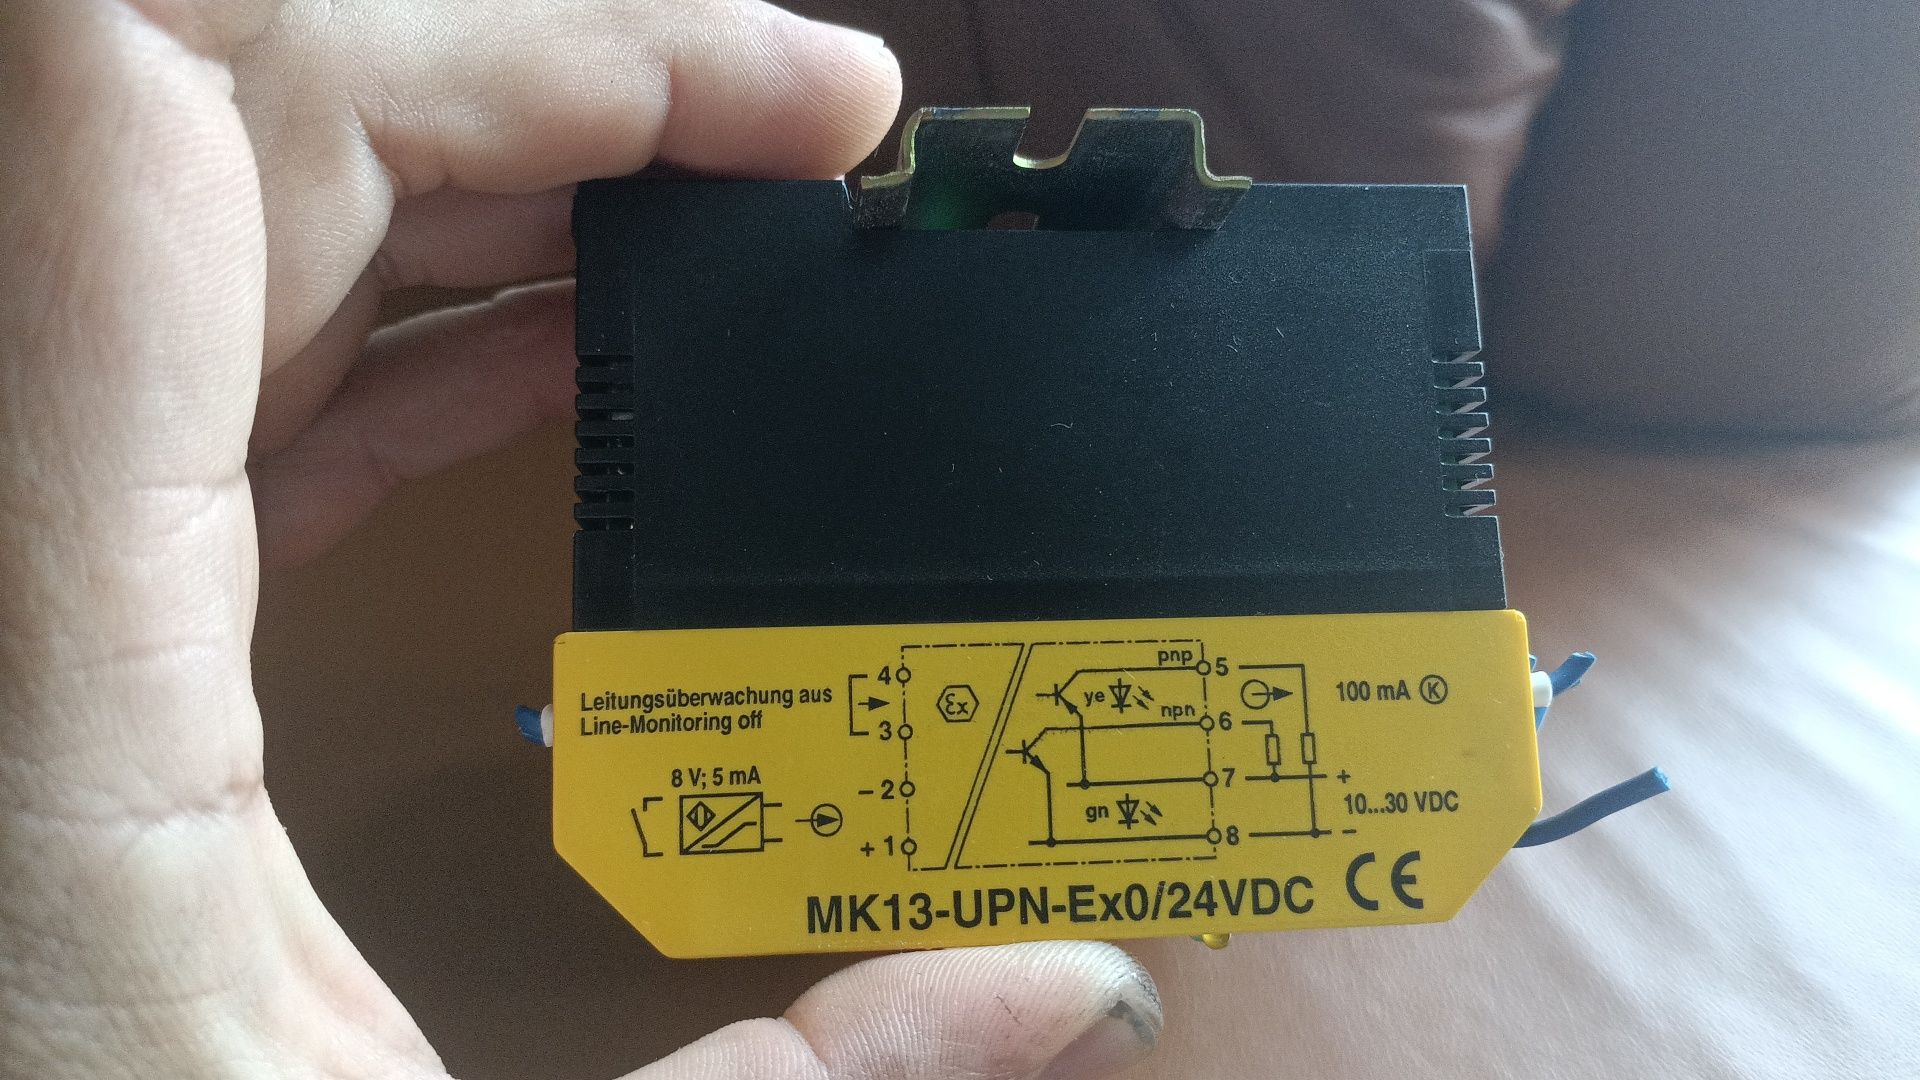 Leitungsüberwachung aus
Line-Monitoring off
8 V; 5 mA
4
3
- 2
+ 1
Ɛx
pnp
ye
npn
gn
5
6
7
8
100 mA Ⓚ
+
10...30 VDC
-
MK13-UPN-Ex0/24VDC
CE